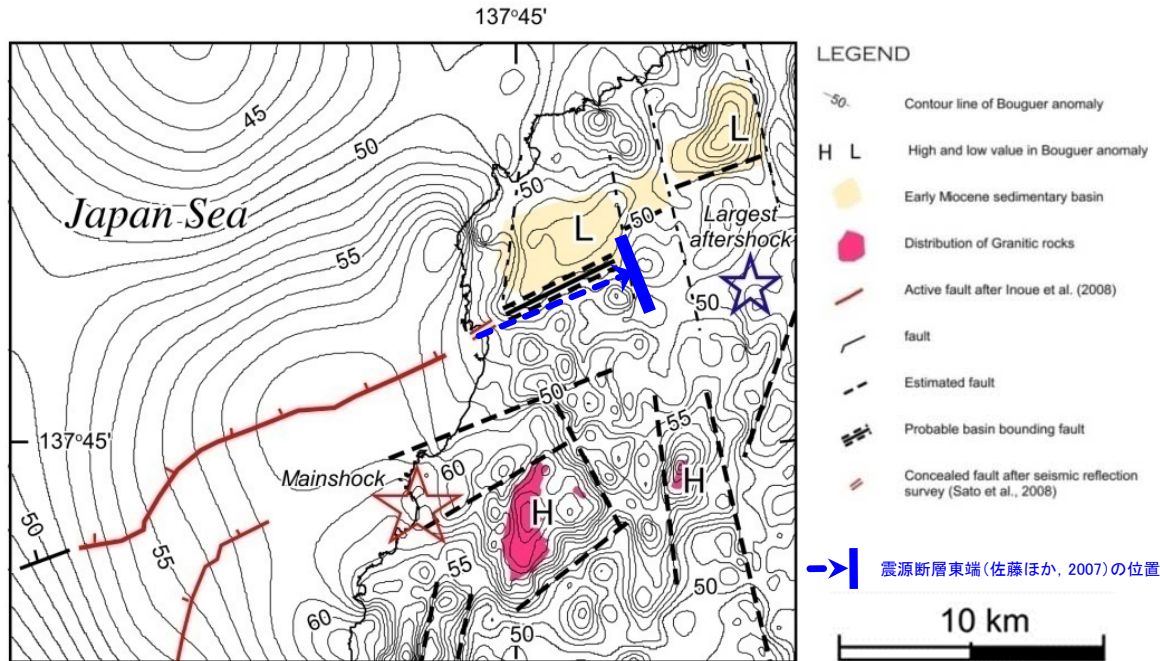 137°45'
45
50
Japan Sea
55
50
L
L
50
Largest
aftershock
50
50
137°45'
55
Mainshock
60
H
H
50
55
55
50
60
50
LEGEND
50
Contour line of Bouguer anomaly
H L
High and low value in Bouguer anomaly
Early Miocene sedimentary basin
Distribution of Granitic rocks
Active fault after Inoue et al. (2008)
fault
Estimated fault
Probable basin bounding fault
Concealed fault after seismic reflection
survey (Sato et al., 2008)
震源断層東端(佐藤ほか, 2007)の位置
10 km